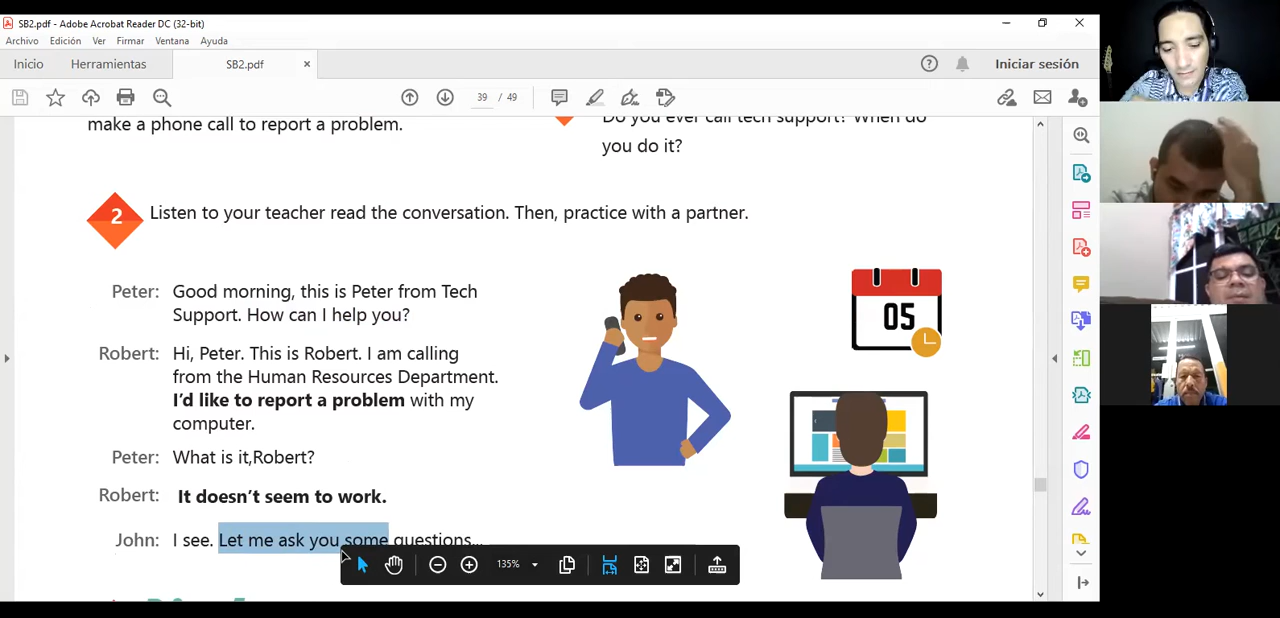 SB2.pdf - Adobe Acrobat Reader DC (32-bit)
Archivo Edición Ver Firmar Ventana Ayuda
Inicio Herramientas SB2.pdf × Iniciar sesión
39 / 49
make a phone call to report a problem.
Do you ever call tech support? When do
you do it?
2 Listen to your teacher read the conversation. Then, practice with a partner.
Peter: Good morning, this is Peter from Tech
Support. How can I help you?
Robert: Hi, Peter. This is Robert. I am calling
from the Human Resources Department.
I'd like to report a problem with my
computer.
Peter: What is it,Robert?
Robert: It doesn't seem to work.
John: I see. Let me ask you some questions...
05
135%